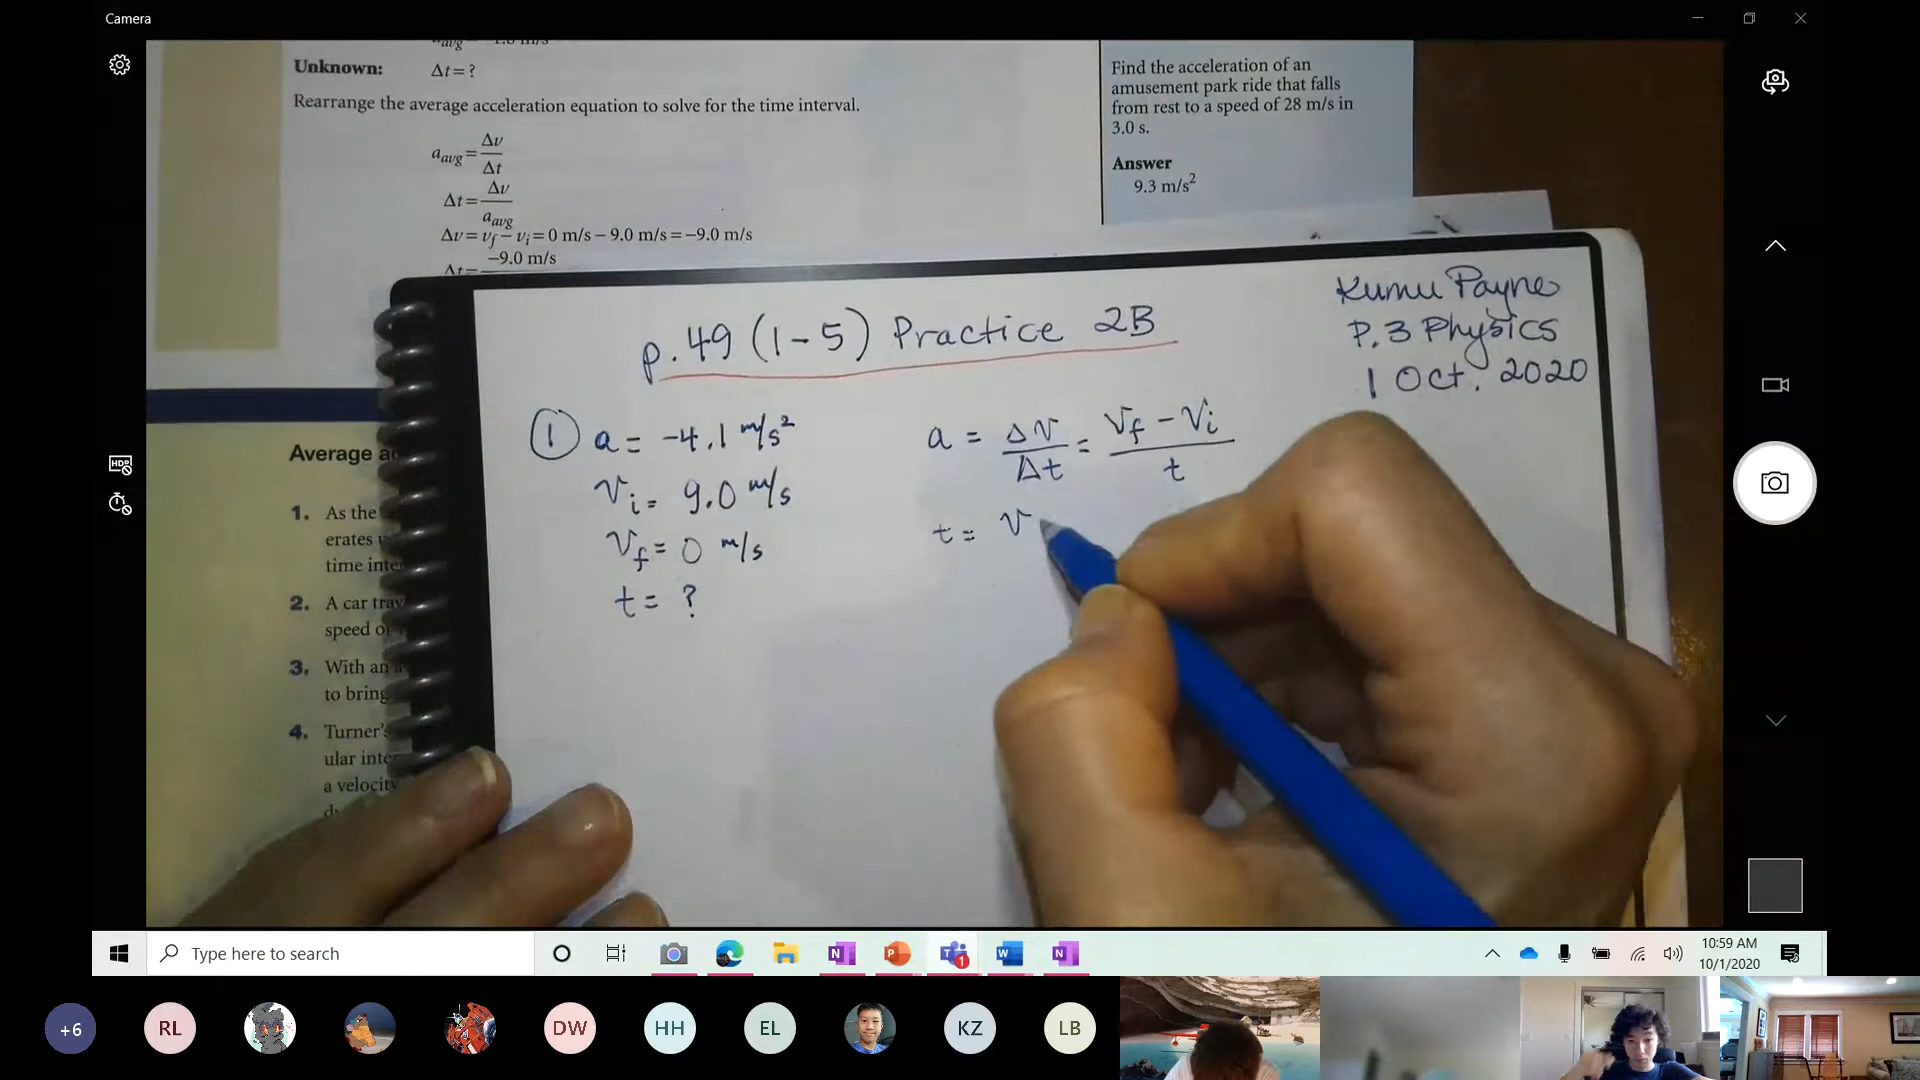 Camera
Unknown: Δt = ?
Rearrange the average acceleration equation to solve for the time interval.
a_avg = Δv/Δt
Δt = Δv/a_avg
Δv = v_f − v_i = 0 m/s − 9.0 m/s = −9.0 m/s
−9.0 m/s
Δt =
Find the acceleration of an
amusement park ride that falls
from rest to a speed of 28 m/s in
3.0 s.
Answer
9.3 m/s²
Kumu Payne
P.3 Physics
1 Oct. 2020
p.49 (1-5) Practice 2B
① a = -4.1 m/s²
v_i = 9.0 m/s
v_f = 0 m/s
t = ?
a = Δv/Δt = (v_f - v_i)/t
t = v
Average
1. As the
erates
time inte
2. A car trav
speed of
3. With an
to bring
4. Turner's
ular inte
a velocity
Type here to search
10:59 AM
10/1/2020
+6
RL
DW
HH
EL
KZ
LB